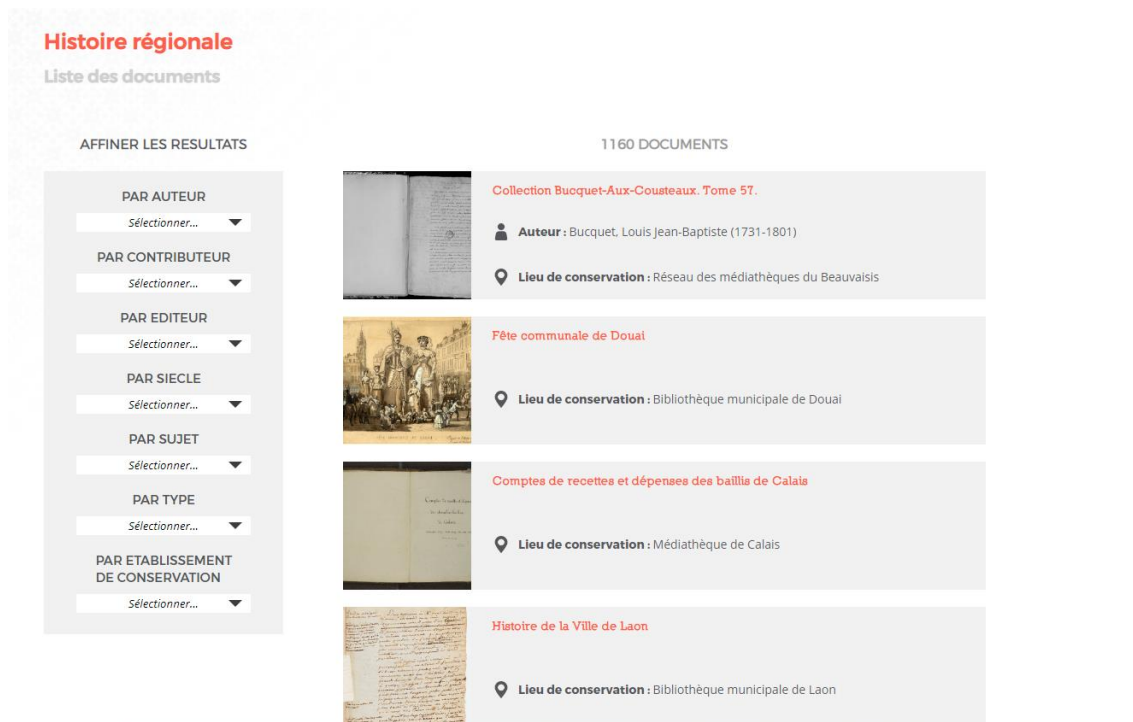 Histoire régionale
Liste des documents
AFFINER LES RESULTATS
PAR AUTEUR
Sélectionner...
PAR CONTRIBUTEUR
Sélectionner...
PAR EDITEUR
Sélectionner...
PAR SIECLE
Sélectionner...
PAR SUJET
Sélectionner...
PAR TYPE
Sélectionner...
PAR ETABLISSEMENT
DE CONSERVATION
Sélectionner...
1160 DOCUMENTS
Collection Bucquet-Aux-Cousteaux. Tome 57.
Auteur : Bucquet, Louis Jean-Baptiste (1731-1801)
Lieu de conservation : Réseau des médiathèques du Beauvaisis
Fête communale de Douai
Lieu de conservation : Bibliothèque municipale de Douai
Comptes de recettes et dépenses des baillis de Calais
Lieu de conservation : Médiathèque de Calais
Histoire de la Ville de Laon
Lieu de conservation : Bibliothèque municipale de Laon